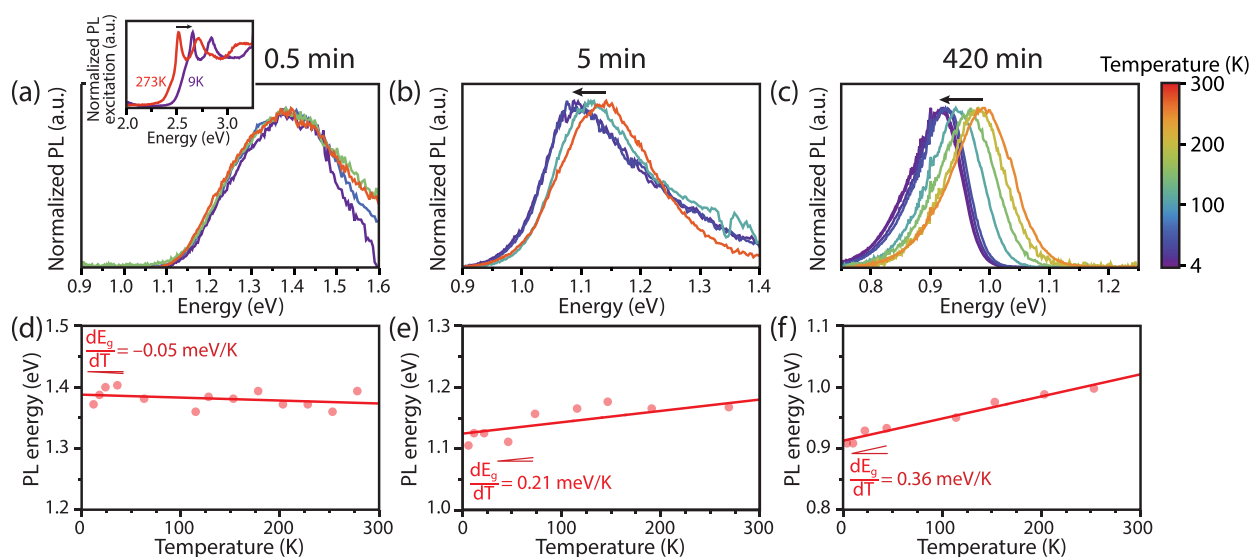 Normalized PL
excitation (a.u.)
273K
9K
2.0 2.5 3.0
Energy (eV)
0.5 min
5 min
420 min
Temperature (K)
300
200
100
4
(a)
Normalized PL (a.u.)
0.9 1.0 1.1 1.2 1.3 1.4 1.5 1.6
Energy (eV)
(b)
Normalized PL (a.u.)
0.9 1.0 1.1 1.2 1.3 1.4
Energy (eV)
(c)
Normalized PL (a.u.)
0.8 0.9 1.0 1.1 1.2
Energy (eV)
(d)
PL energy (eV)
1.5
1.4
1.3
1.2
dEg
dT = –0.05 meV/K
0 100 200 300
Temperature (K)
(e)
PL energy (eV)
1.3
1.2
1.1
1.0
dEg
dT = 0.21 meV/K
0 100 200 300
Temperature (K)
(f)
PL energy (eV)
1.1
1.0
0.9
0.8
dEg
dT = 0.36 meV/K
0 100 200 300
Temperature (K)